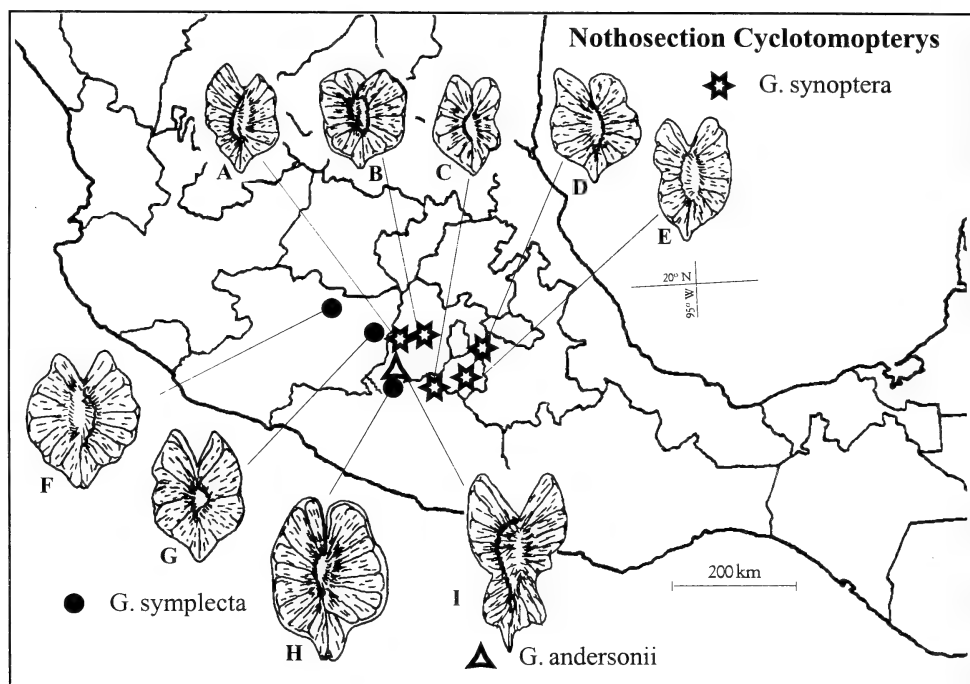 Nothosection Cyclotomopterys
G. synoptera
A
B
C
D
E
20° N
95° W
F
G
H
I
200 km
G. symplecta
G. andersonii